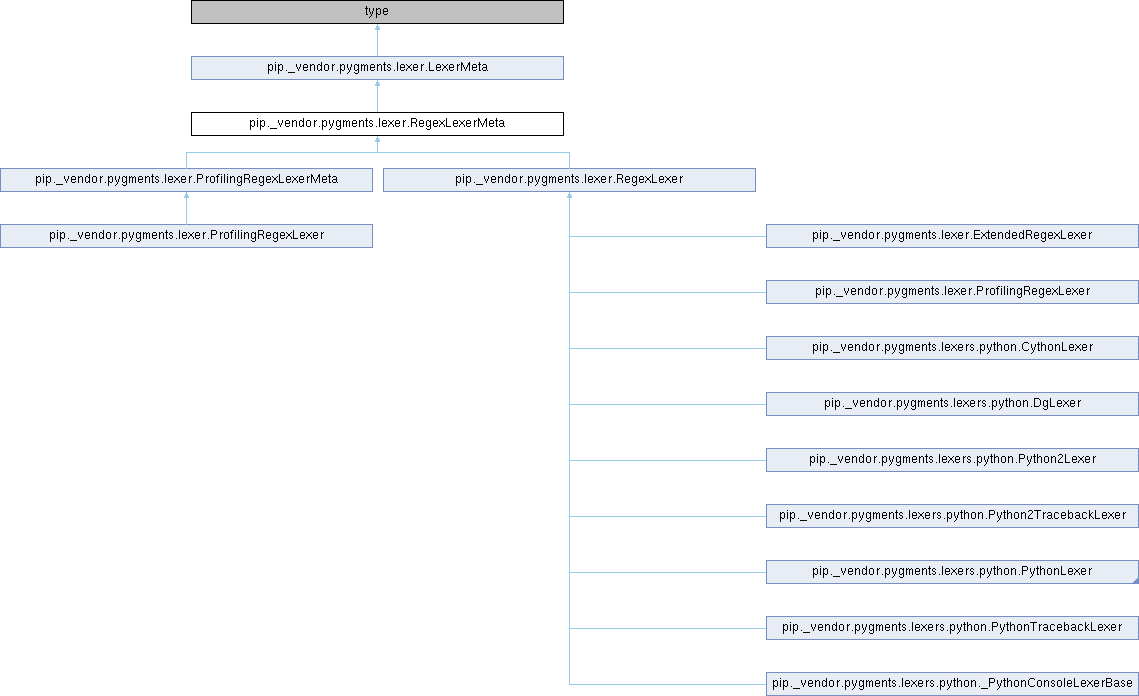 type
pip._vendor.pygments.lexer.LexerMeta
pip._vendor.pygments.lexer.RegexLexerMeta
pip._vendor.pygments.lexer.ProfilingRegexLexerMeta
pip._vendor.pygments.lexer.RegexLexer
pip._vendor.pygments.lexer.ProfilingRegexLexer
pip._vendor.pygments.lexer.ExtendedRegexLexer
pip._vendor.pygments.lexer.ProfilingRegexLexer
pip._vendor.pygments.lexers.python.CythonLexer
pip._vendor.pygments.lexers.python.DgLexer
pip._vendor.pygments.lexers.python.Python2Lexer
pip._vendor.pygments.lexers.python.Python2TracebackLexer
pip._vendor.pygments.lexers.python.PythonLexer
pip._vendor.pygments.lexers.python.PythonTracebackLexer
pip._vendor.pygments.lexers.python._PythonConsoleLexerBase